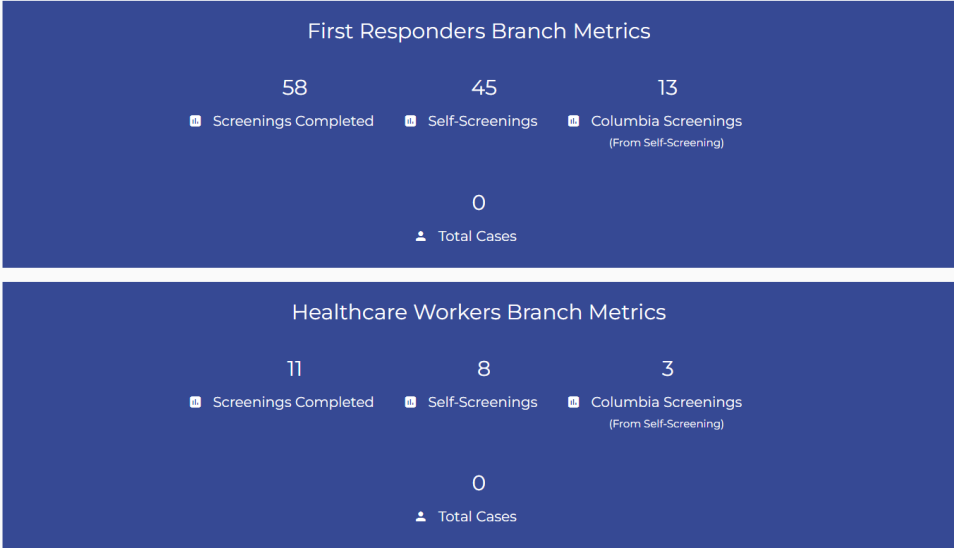 First Responders Branch Metrics
58 45 13
Screenings Completed Self-Screenings Columbia Screenings
(From Self-Screening)
0
Total Cases
Healthcare Workers Branch Metrics
11 8 3
Screenings Completed Self-Screenings Columbia Screenings
(From Self-Screening)
0
Total Cases